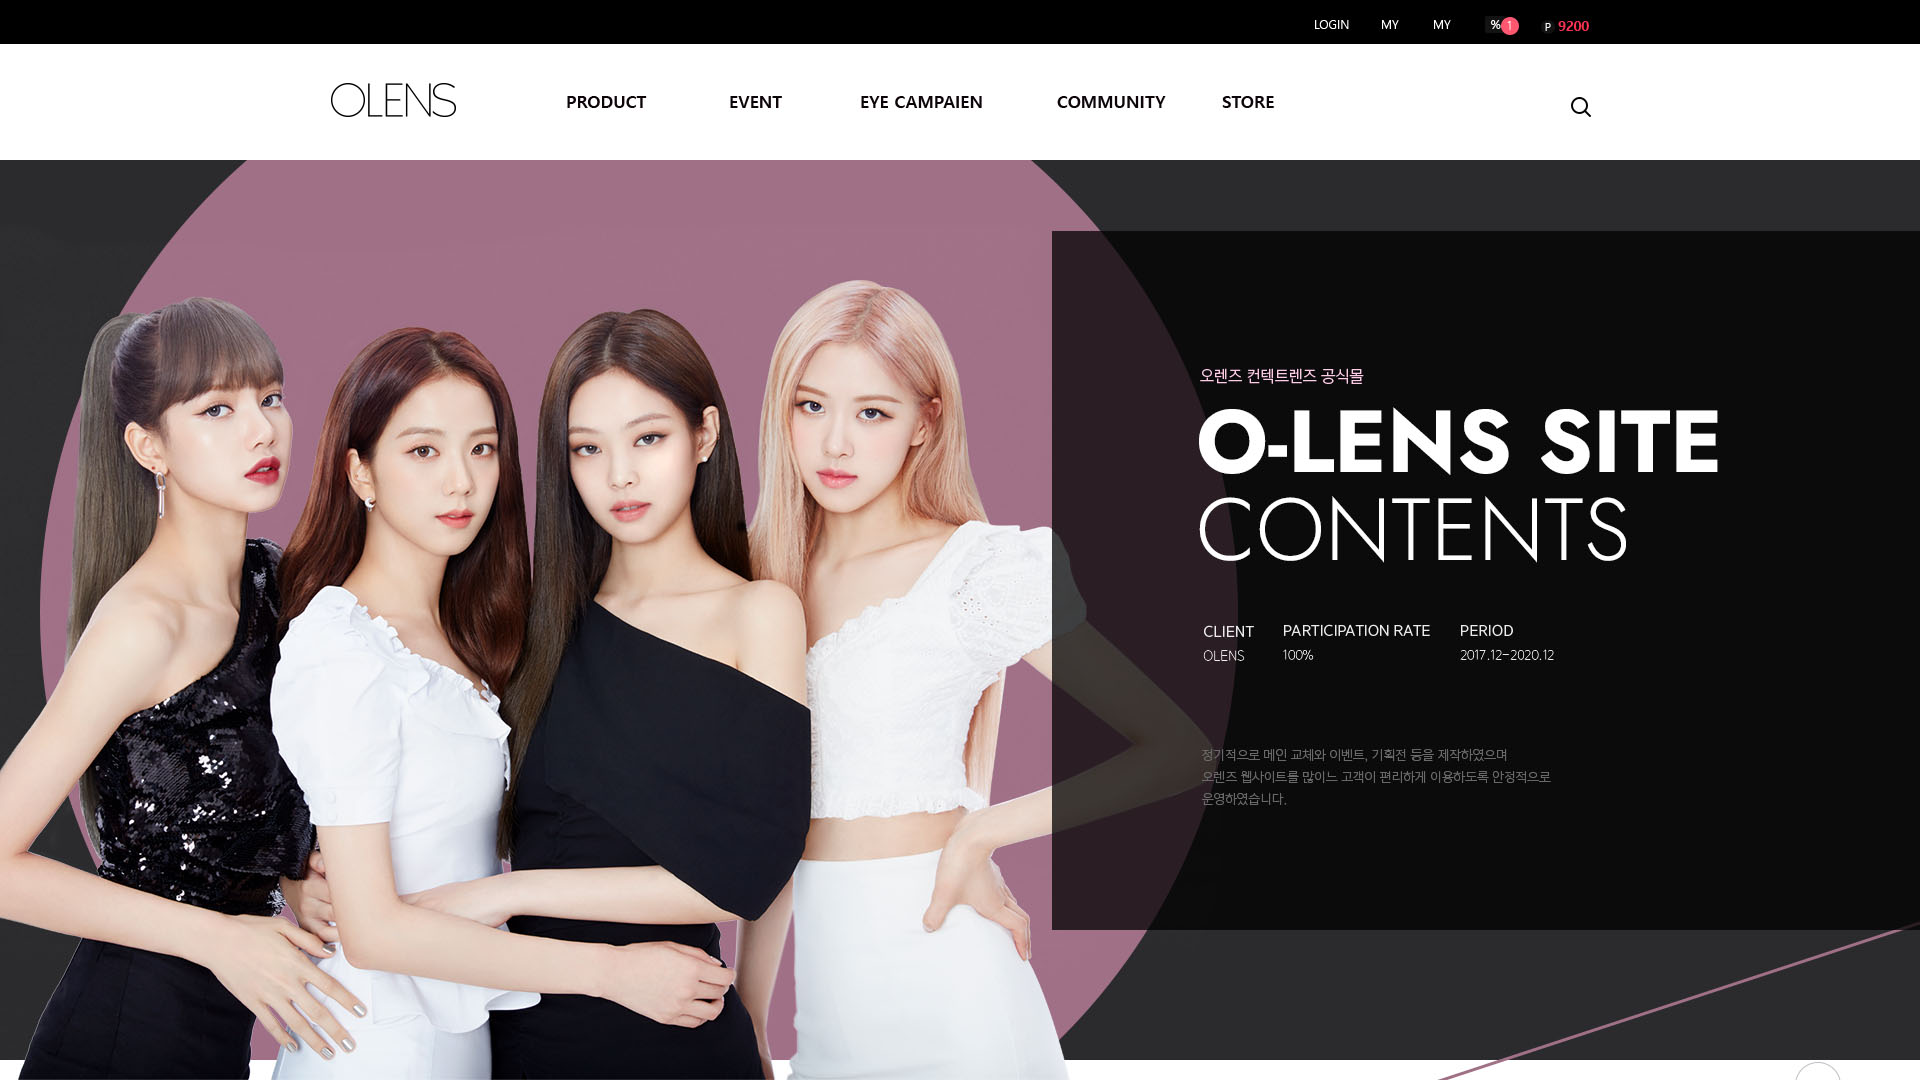 LOGIN MY MY % 1 P 9200
OLENS PRODUCT EVENT EYE CAMPAIEN COMMUNITY STORE
오렌즈 컨텍트렌즈 공식몰
O-LENS SITE
CONTENTS
CLIENT PARTICIPATION RATE PERIOD
OLENS 100% 2017.12-2020.12
정기적으로 메인 교체와 이벤트, 기획전 등을 제작하였으며
오렌즈 웹사이트를 많이느 고객이 편리하게 이용하도록 안정적으로
운영하였습니다.